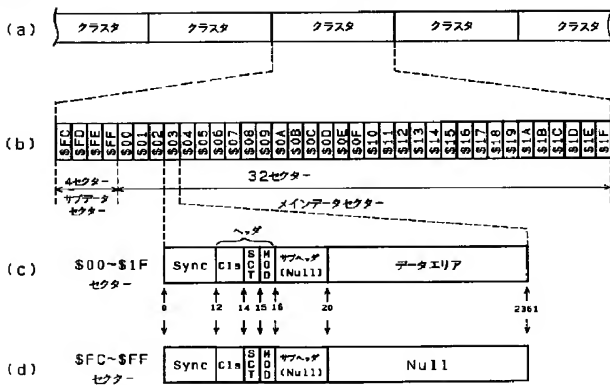 (a) クラスタ クラスタ クラスタ クラスタ クラスタ
(b) $FC $FD $FE $FF $00 $01 $02 $03 $04 $05 $06 $07 $08 $09 $0A $0B $0C $0D $0E $0F $10 $11 $12 $13 $14 $15 $16 $17 $18 $19 $1A $1B $1C $1D $1E $1F
4セクター
32セクター
サブデータ
セクター
メインデータセクター
ヘッダ
(c) $00~$1F
セクター
Sync Cls SCT MOD サブヘッダ
(Null) データエリア
0 12 14 15 16 20 2361
(d) $FC~$FF
セクター
Sync Cls SCT MOD サブヘッダ
(Null) Null